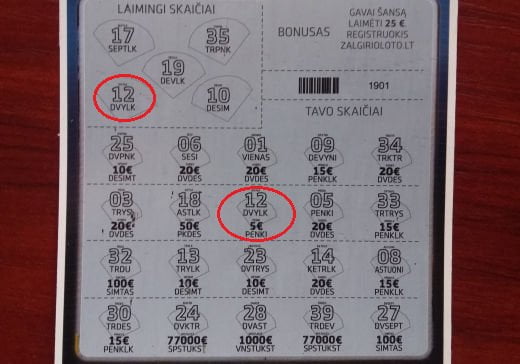 LAIMINGI SKAIČIAI
17
SEPTLK
35
TRPNK
19
DEVLK
12
DVYLK
10
DESIM
BONUSAS
GAVAI ŠANSĄ
LAIMĖTI 25 €
REGISTRUOKIS
ZALGIRIOLOTO.LT
1901
TAVO SKAIČIAI
25 06 01 09 34
DVPNK SESI VIENAS DEVYNI TRKTR
10€ 20€ 20€ 15€ 20€
DESIMT DVDES DVDES PENKLK DVDES
03 18 12 05 33
TRYS ASTLK DVYLK PENKI TRTRYS
20€ 50€ 5€ 20€ 15€
DVDES PKDES PENKI DVDES PENKLK
32 13 23 14 08
TRDU TRYLK DVTRYS KETRLK AŠTUONI
100€ 10€ 10€ 20€ 15€
ŠIMTAS DESIMT DESIMT DVDES PENKLK
30 24 28 39 27
TRDES DVKTR DVAST TRDEV DVSEPT
15€ 77000€ 1000€ 77000€ 100€
PENKLK SPSTUKST VNSTUKST SPSTUKST ŠIMTAS